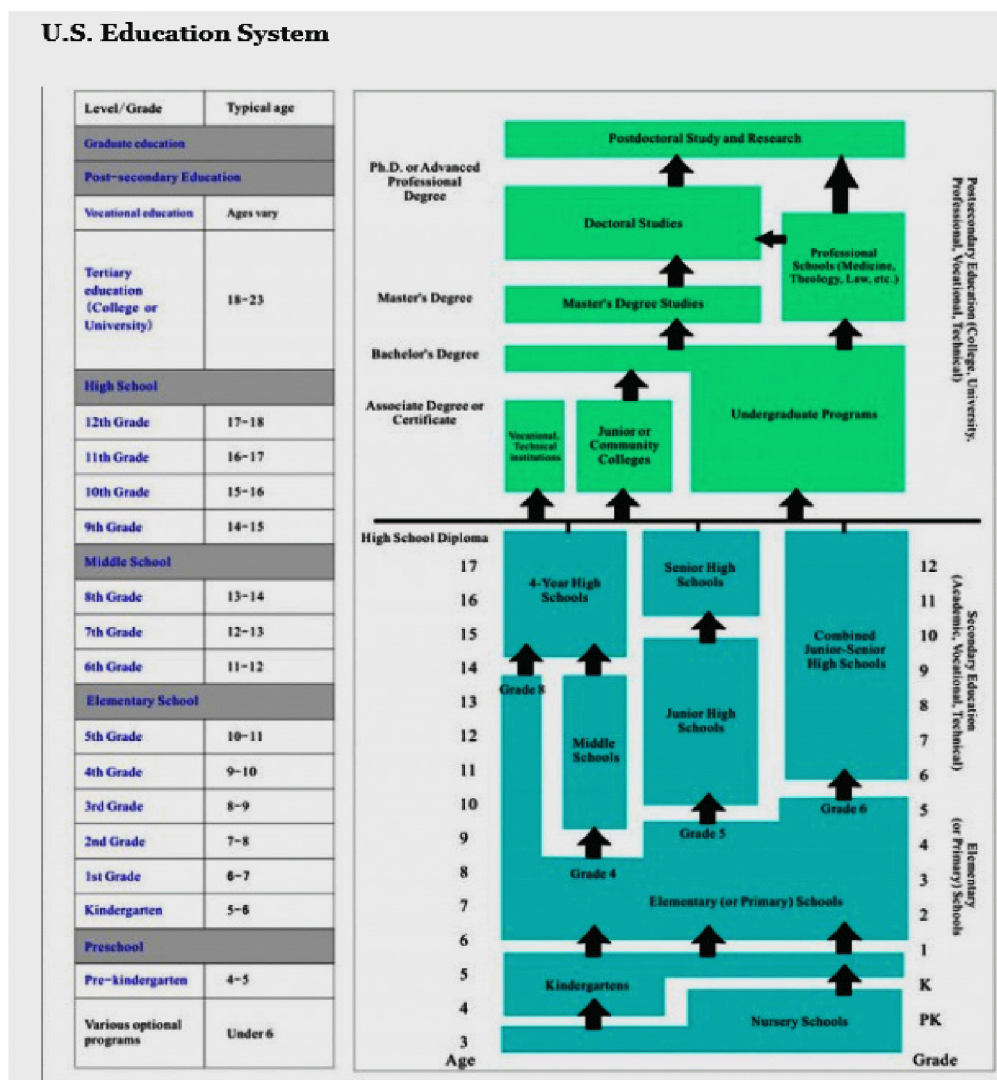 U.S. Education System
Level/Grade Typical age
Graduate education
Post-secondary Education
Vocational education Ages vary
Tertiary
education
(College or
University)
18-23
High School
12th Grade 17-18
11th Grade 16-17
10th Grade 15-16
9th Grade 14-15
Middle School
8th Grade 13-14
7th Grade 12-13
6th Grade 11-12
Elementary School
5th Grade 10-11
4th Grade 9-10
3rd Grade 8-9
2nd Grade 7-8
1st Grade 6-7
Kindergarten 5-6
Preschool
Pre-kindergarten 4-5
Various optional
programs
Under 6
Postdoctoral Study and Research
Ph.D. or Advanced
Professional
Degree
Doctoral Studies
Professional
Schools (Medicine,
Theology, Law, etc.)
Master's Degree
Master's Degree Studies
Bachelor's Degree
Associate Degree or
Certificate
Vocational,
Technical
institutions
Junior or
Community
Colleges
Undergraduate Programs
Postsecondary Education (College, University,
Professional, Vocational, Technical)
High School Diploma
17
16
15
14
13
12
11
10
9
8
7
6
5
4
3
Age
4-Year High
Schools
Senior High
Schools
Combined
Junior-Senior
High Schools
Grade 8
Middle
Schools
Junior High
Schools
Grade 4
Grade 5
Grade 6
Elementary (or Primary) Schools
Kindergartens
Nursery Schools
12
11
10
9
8
7
6
5
4
3
2
1
K
PK
Grade
Secondary Education
(Academic, Vocational, Technical)
Elementary
(or Primary) Schools